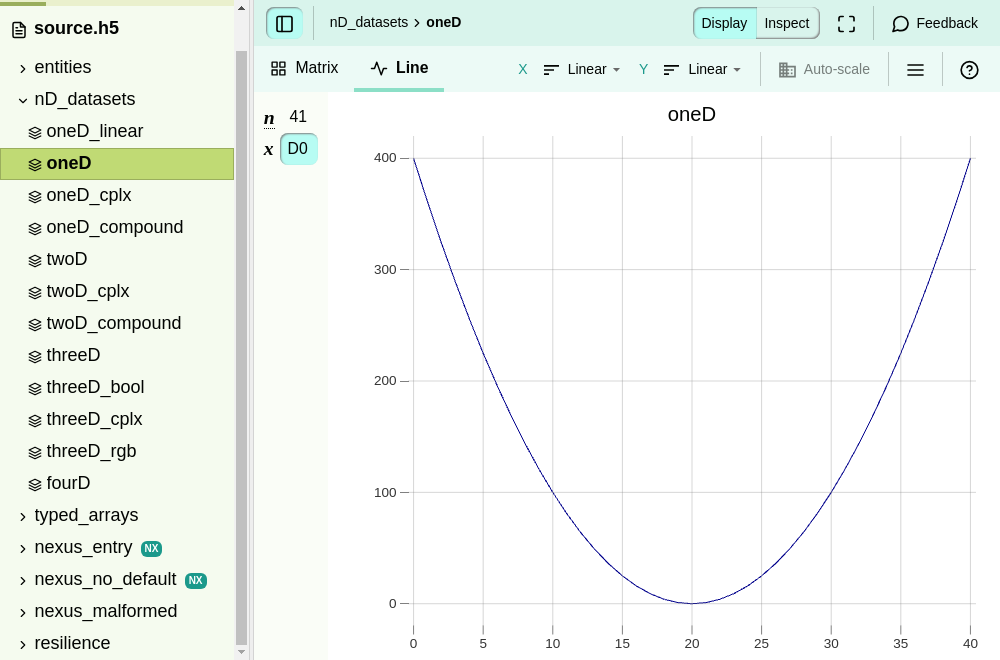 source.h5
entities
nD_datasets
oneD_linear
oneD
oneD_cplx
oneD_compound
twoD
twoD_cplx
twoD_compound
threeD
threeD_bool
threeD_cplx
threeD_rgb
fourD
typed_arrays
nexus_entry NX
nexus_no_default NX
nexus_malformed
resilience
nD_datasets › oneD
Display Inspect
Feedback
Matrix Line
X Linear Y Linear Auto-scale
n 41
x D0
oneD
400
300
200
100
0
0 5 10 15 20 25 30 35 40